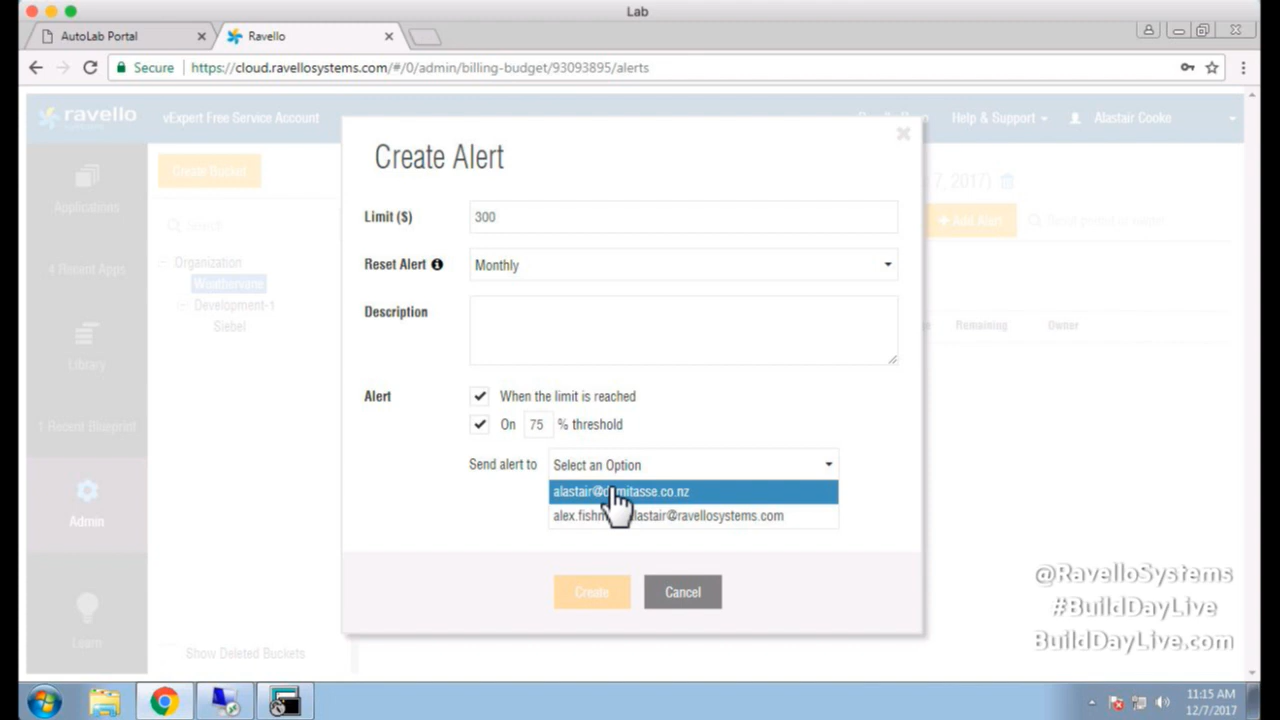 Lab
AutoLab Portal
Ravello
Secure
https://cloud.ravellosystems.com/#/0/admin/billing-budget/93093895/alerts
ravello
vExpert Free Service Account
Help & Support
Alastair Cooke
Create Bucket
Applications
Search
7, 2017)
+ Add Alert
Organization
Weathervane
4 Recent Apps
Development-1
Siebel
Remaining
Owner
Library
1 Recent Blueprint
Admin
Learn
Show Deleted Buckets
Create Alert
Limit ($)
300
Reset Alert
Monthly
Description
Alert
When the limit is reached
On 75 % threshold
Send alert to
Select an Option
alastair@demitasse.co.nz
alastair@ravellosystems.com
Create
Cancel
@RavelloSystems
#BuildDayLive
BuildDayLive.com
11:15 AM
12/7/2017